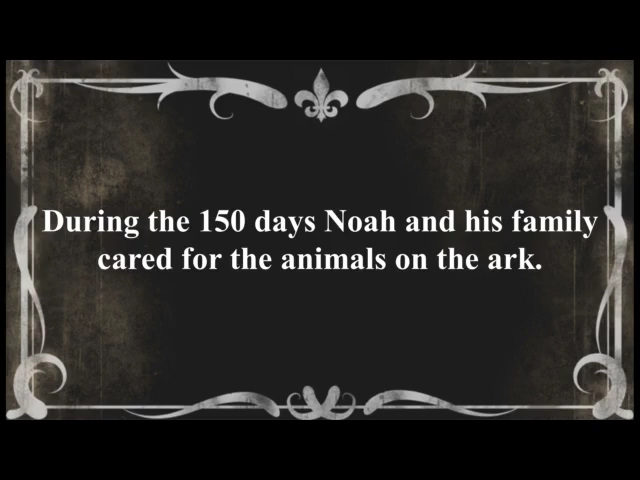 During the 150 days Noah and his family
cared for the animals on the ark.